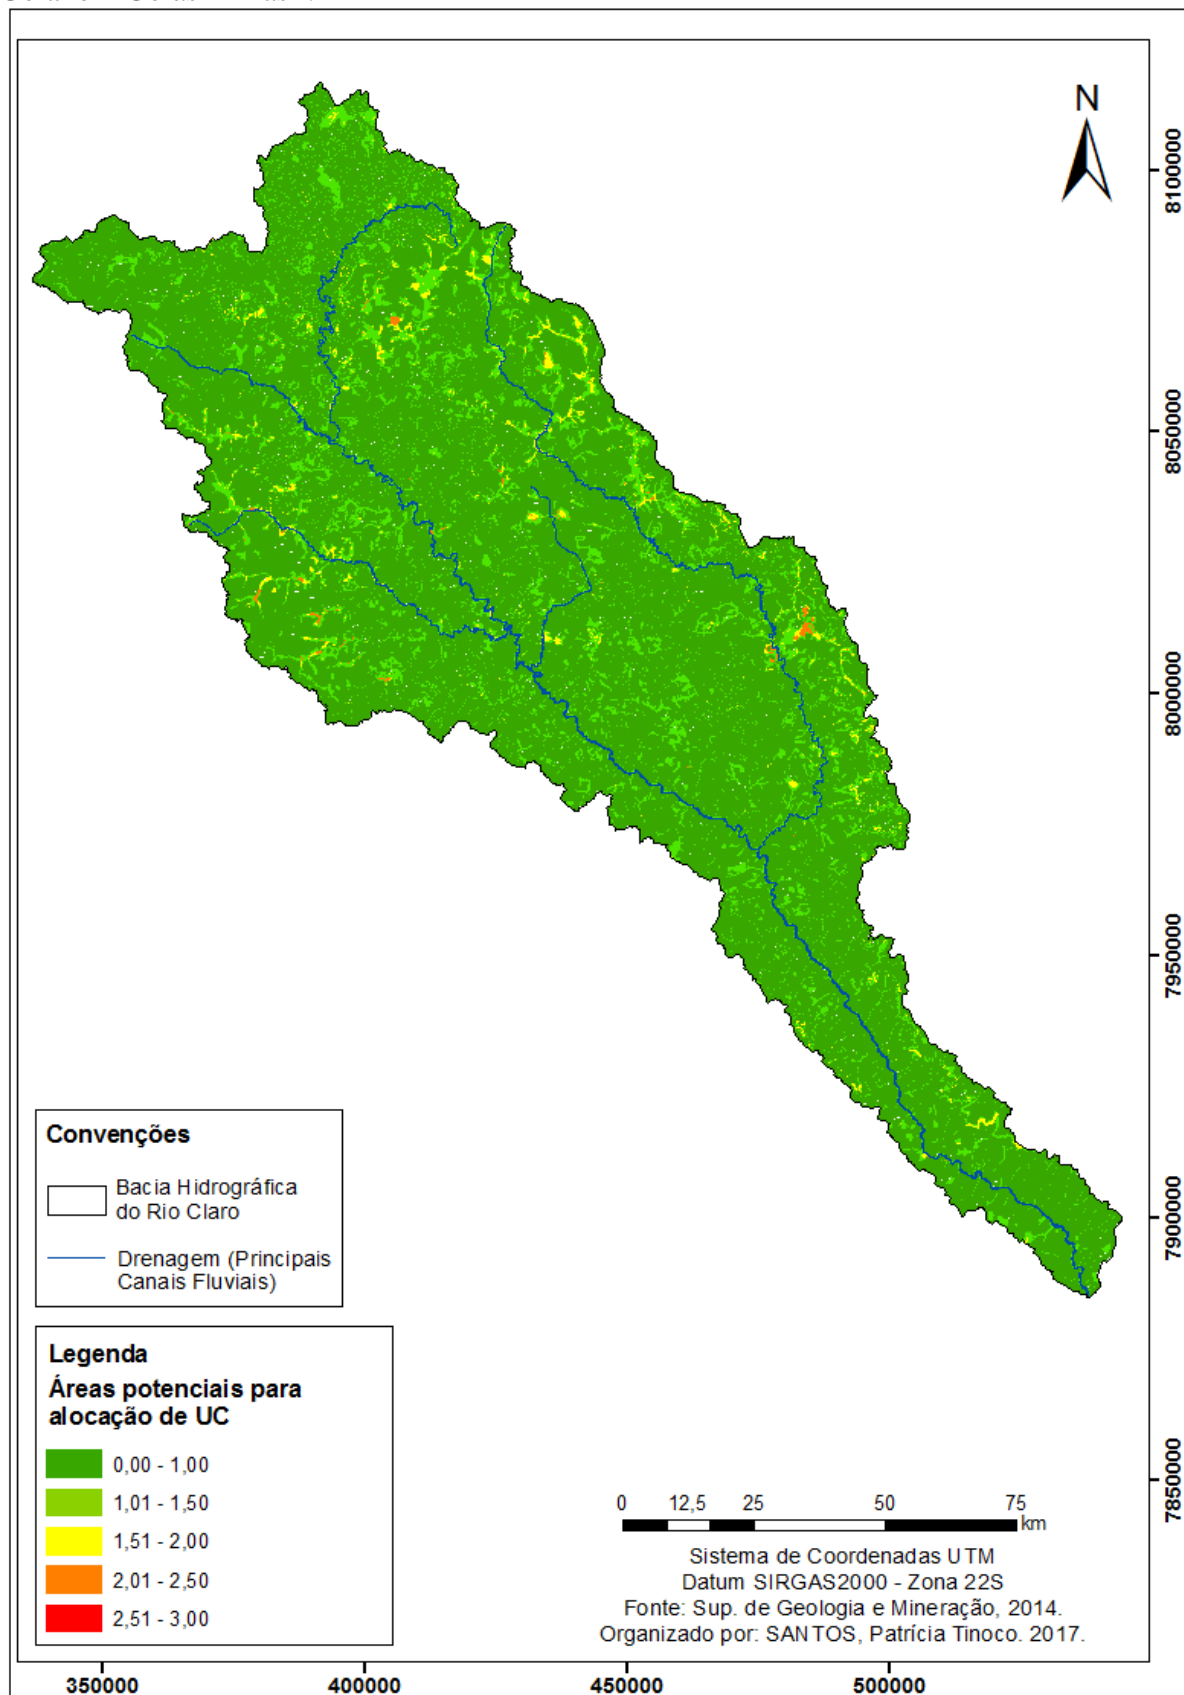 N
8100000
8050000
8000000
7950000
7900000
7850000
Convenções
Bacia Hidrográfica
do Rio Claro
Drenagem (Principais
Canais Fluviais)
Legenda
Áreas potenciais para
alocação de UC
0,00 - 1,00
1,01 - 1,50
1,51 - 2,00
2,01 - 2,50
2,51 - 3,00
0 12,5 25 50 75
km
Sistema de Coordenadas UTM
Datum SIRGAS2000 - Zona 22S
Fonte: Sup. de Geologia e Mineração, 2014.
Organizado por: SANTOS, Patrícia Tinoco. 2017.
350000 400000 450000 500000